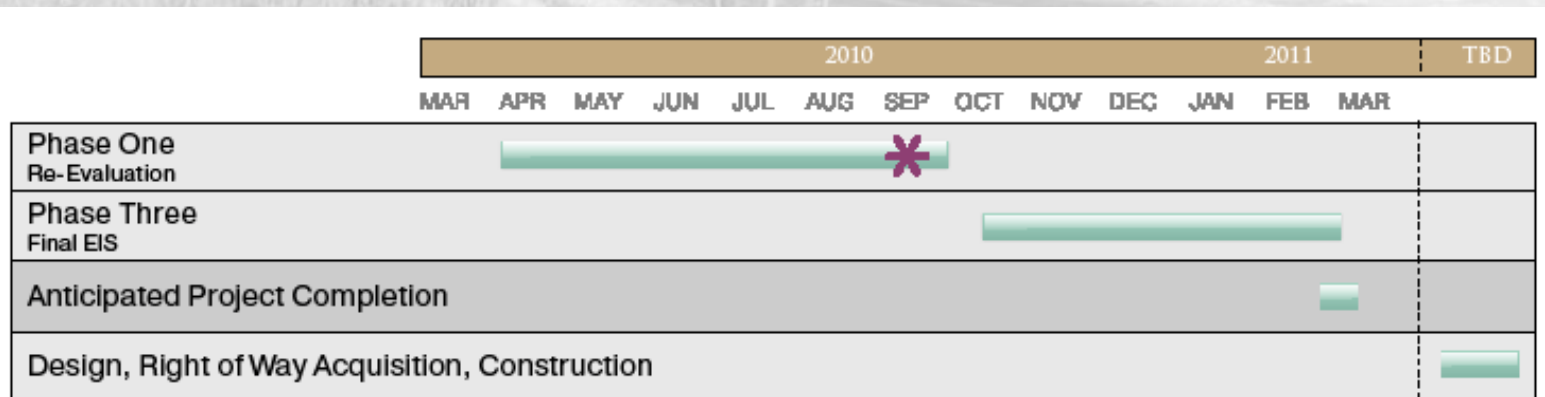 2010 2011 TBD
MAR APR MAY JUN JUL AUG SEP OCT NOV DEC JAN FEB MAR
Phase One
Re-Evaluation
Phase Three
Final EIS
Anticipated Project Completion
Design, Right of Way Acquisition, Construction